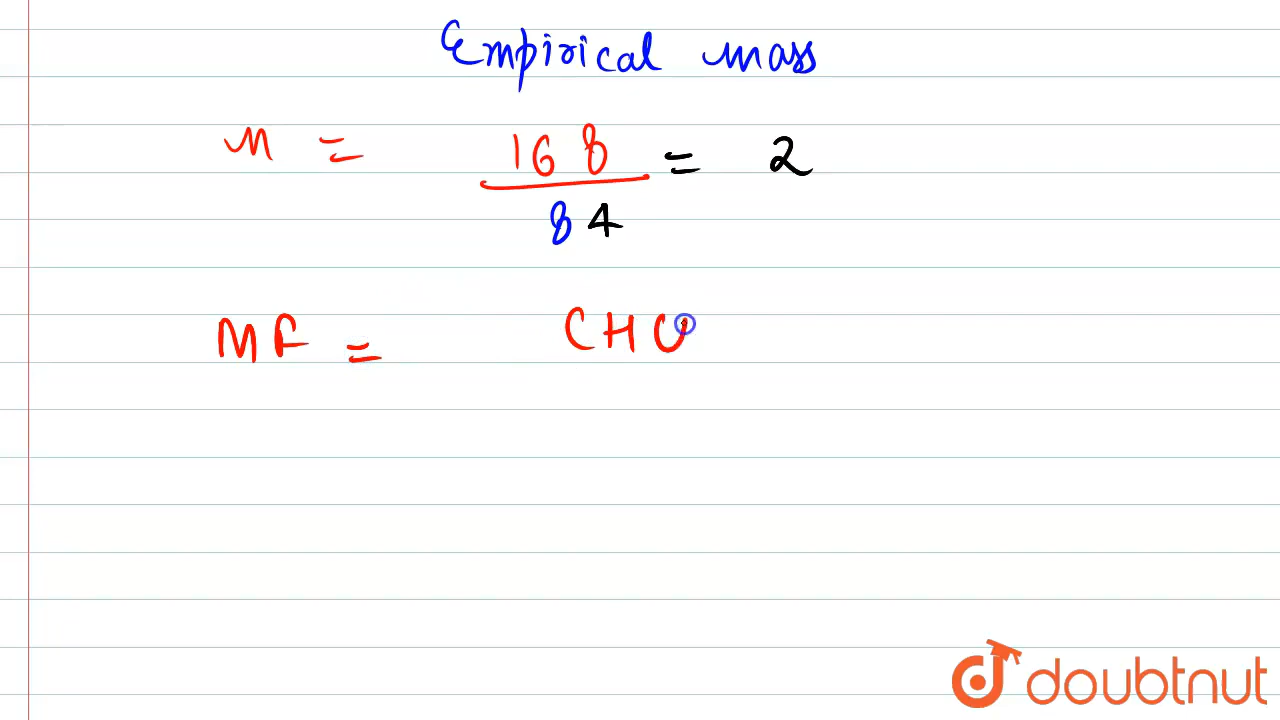 Empirical mass
n = 168 = 2
84
MF = CHO
doubtnut